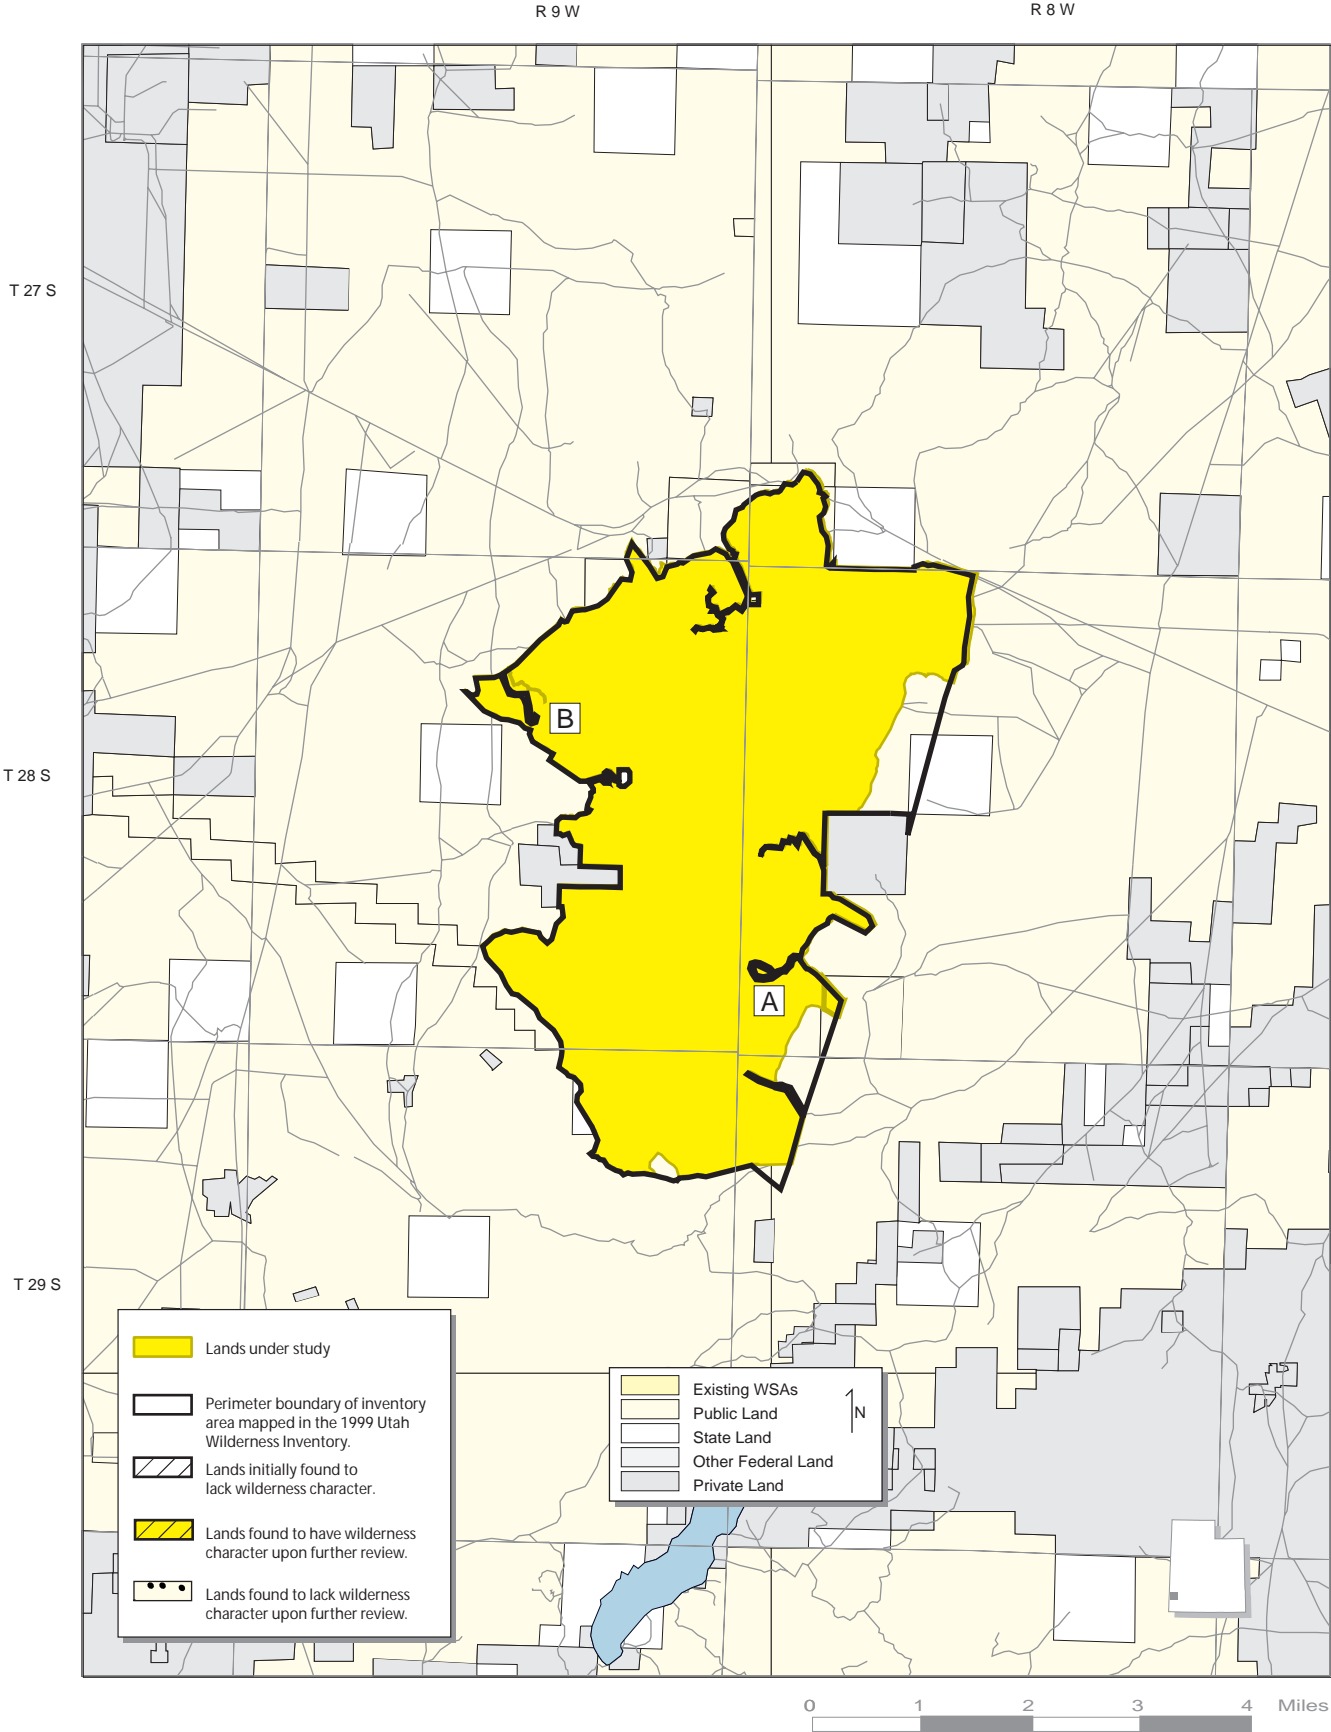 R 9 W
R 8 W
T 27 S
T 28 S
T 29 S
B
A
Lands under study
Perimeter boundary of inventory
area mapped in the 1999 Utah
Wilderness Inventory.
Lands initially found to
lack wilderness character.
Lands found to have wilderness
character upon further review.
Lands found to lack wilderness
character upon further review.
Existing WSAs
Public Land
State Land
Other Federal Land
Private Land
N
0 1 2 3 4 Miles